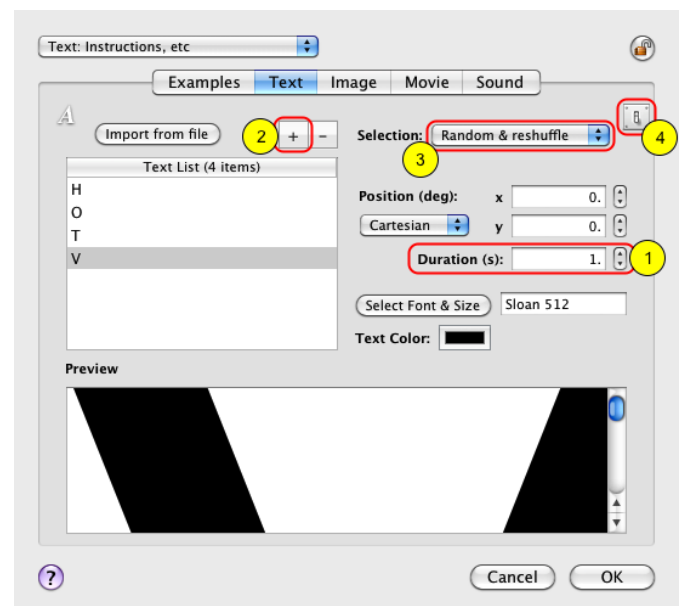 Text: Instructions, etc
Examples Text Image Movie Sound
A
Import from file 2 + - Selection: Random & reshuffle 4
3
Text List (4 items)
H
O
T
V
Position (deg): x 0.
Cartesian y 0.
Duration (s): 1. 1
Select Font & Size Sloan 512
Text Color:
Preview
V
? Cancel OK